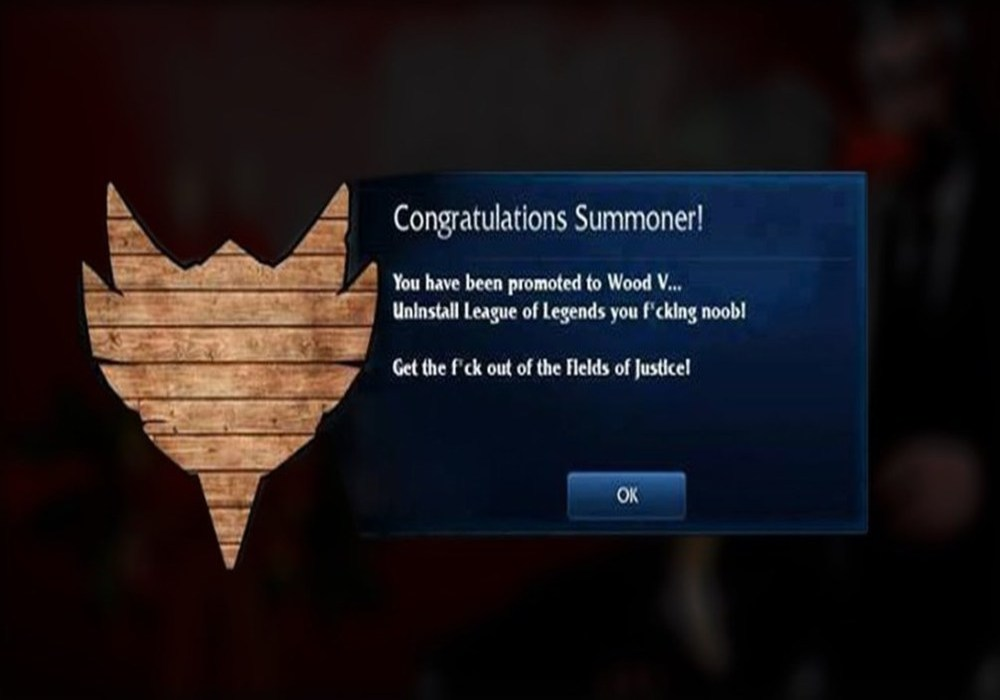 Congratulations Summoner!
You have been promoted to Wood V...
Uninstall League of Legends you f*cking noob!
Get the f*ck out of the Fields of Justice!
OK